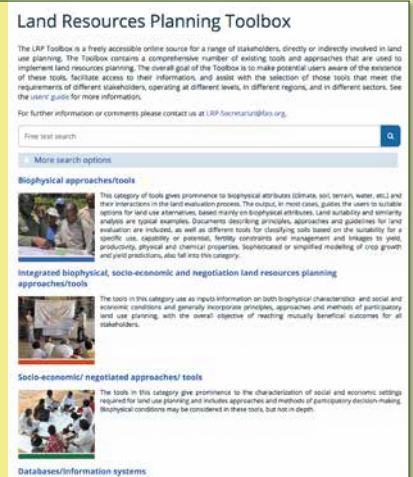 Land Resources Planning Toolbox
The LRP Toolbox is a freely accessible online source for a range of stakeholders, directly or indirectly involved in land
use planning. The Toolbox contains a comprehensive number of existing tools and approaches that are used to
implement land resources planning. The overall goal of the Toolbox is to make potential users aware of the existence
of these tools, facilitate access to their information, and assist with the selection of those tools that meet the
requirements of different stakeholders, operating at different levels, in different regions, and in different sectors. See
the users' guide for more information.
For further information or comments please contact us at LRP-Secretariat@fao.org.
Free text search
More search options
Biophysical approaches/tools
This category of tools gives prominence to biophysical attributes (climate, soil, terrain, water, etc.) and
their interactions in the land evaluation process. The output, in most cases, guides the users to suitable
options for land use alternatives, based mainly on biophysical attributes. Land suitability and similarity
analysis are typical examples. Documents describing principles, approaches and guidelines for land
evaluation are included, as well as different tools for classifying soils based on the suitability for a
specific use, capability or potential, fertility constraints and management and linkages to yield,
productivity, physical and chemical properties. Sophisticated or simplified modelling of crop growth
and yield predictions, also fall into this category.
Integrated biophysical, socio-economic and negotiation land resources planning
approaches/tools
The tools in this category use as inputs information on both biophysical characteristics and social and
economic conditions and generally incorporate principles, approaches and methods of participatory
land use planning, with the overall objective of reaching mutually beneficial outcomes for all
stakeholders.
Socio-economic/ negotiated approaches/ tools
The tools in this category give prominence to the characterization of social and economic settings
required for land use planning and includes approaches and methods of participatory decision-making.
Biophysical conditions may be considered in these tools, but not in depth.
Databases/Information systems